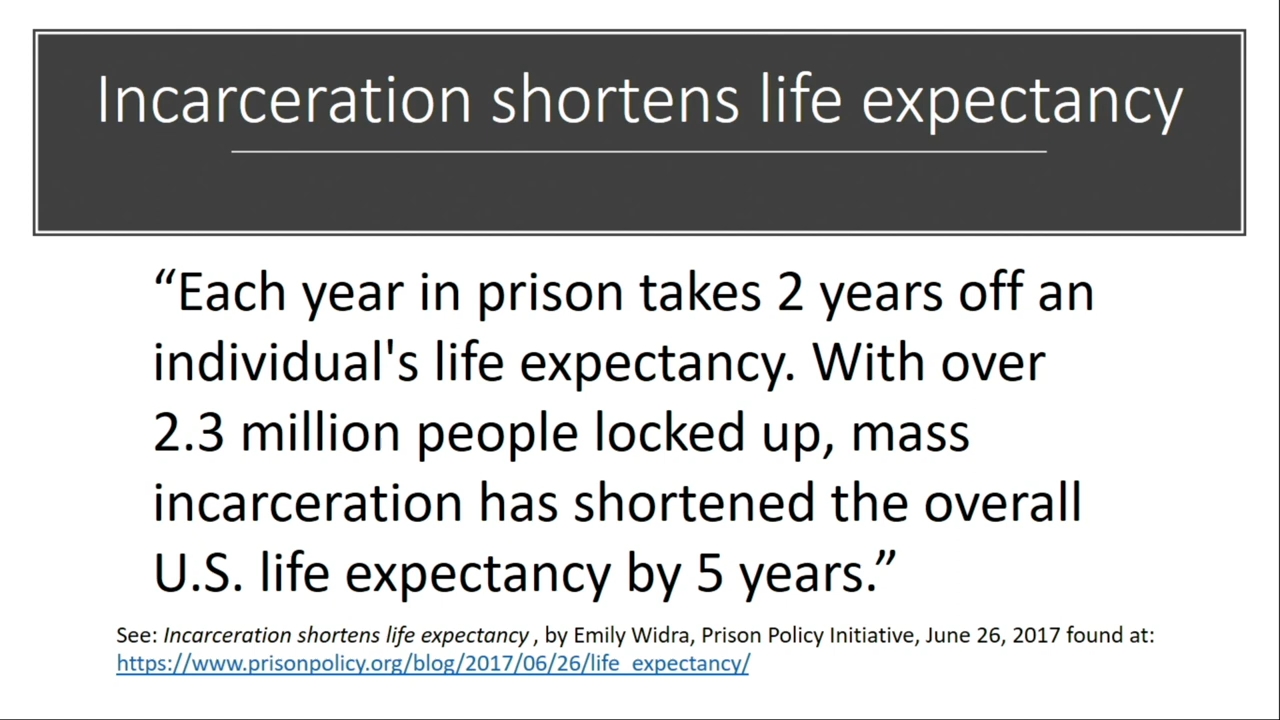 Incarceration shortens life expectancy
“Each year in prison takes 2 years off an
individual's life expectancy. With over
2.3 million people locked up, mass
incarceration has shortened the overall
U.S. life expectancy by 5 years.”
See: Incarceration shortens life expectancy , by Emily Widra, Prison Policy Initiative, June 26, 2017 found at:
https://www.prisonpolicy.org/blog/2017/06/26/life_expectancy/